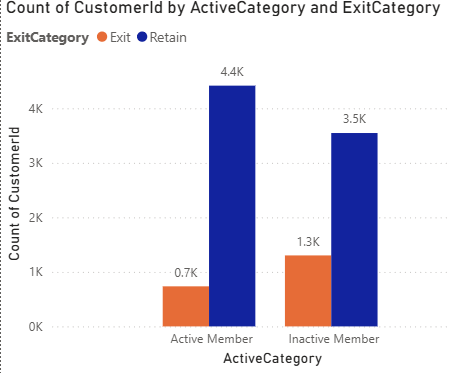 Count of CustomerId by ActiveCategory and ExitCategory
ExitCategory Exit Retain
Count of CustomerId
4K
3K
2K
1K
0K
0.7K
4.4K
1.3K
3.5K
Active Member
Inactive Member
ActiveCategory